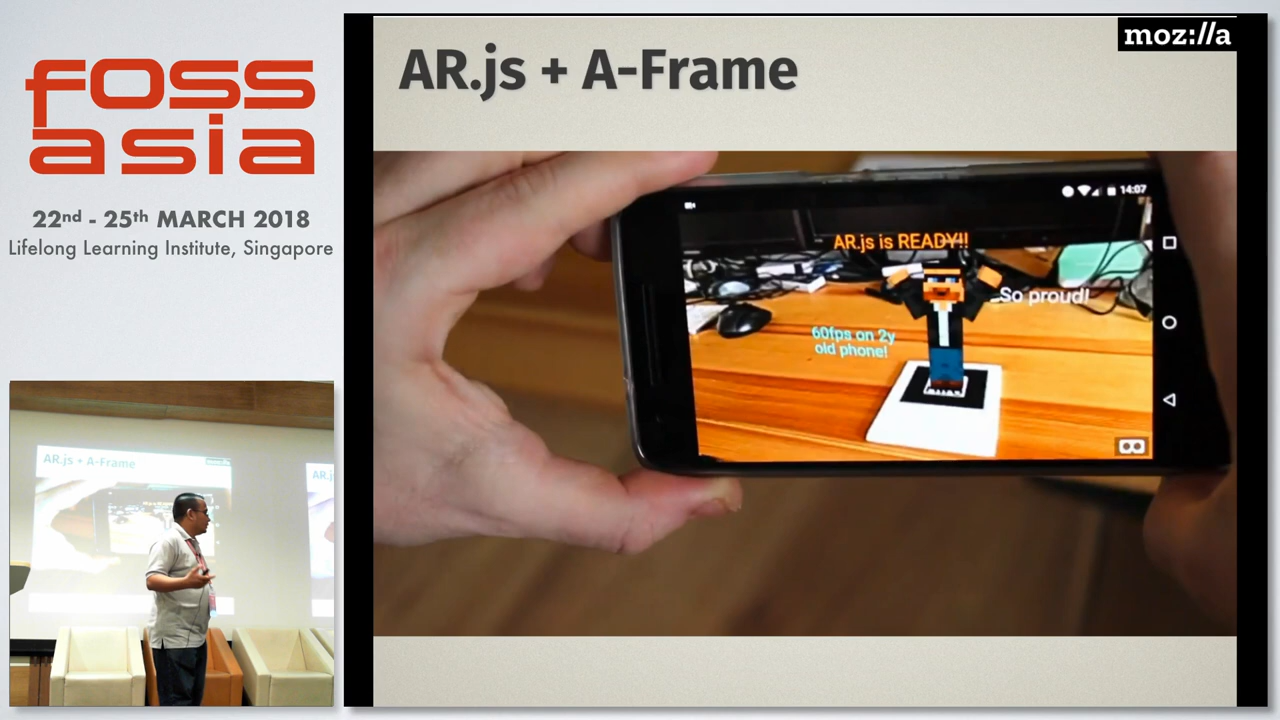 foss
asia
22nd - 25th MARCH 2018
Lifelong Learning Institute, Singapore
moz://a
AR.js + A-Frame
14:07
AR.js is READY!!
So proud!
60fps on 2y
old phone!
AR.js + A-Frame
AR.j